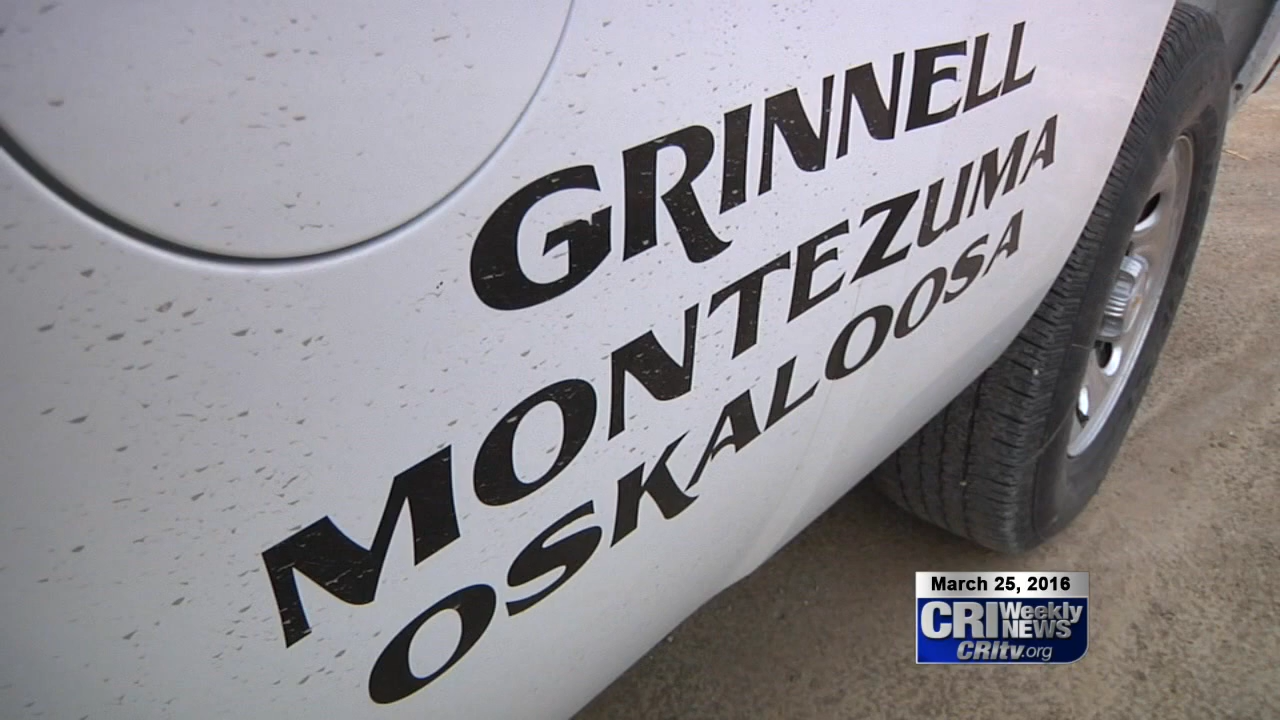 GRINNELL
MONTEZUMA
OSKALOOSA
March 25, 2016
CRI Weekly NEWS
CRItv.org